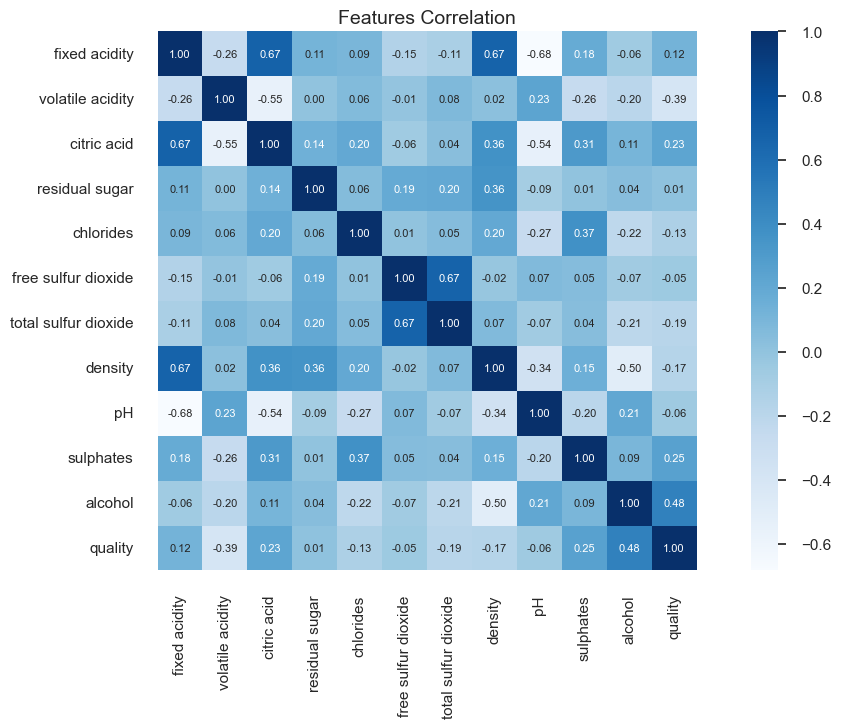 Features Correlation
fixed acidity 1.00 -0.26 0.67 0.11 0.09 -0.15 -0.11 0.67 -0.68 0.18 -0.06 0.12
volatile acidity -0.26 1.00 -0.55 0.00 0.06 -0.01 0.08 0.02 0.23 -0.26 -0.20 -0.39
citric acid 0.67 -0.55 1.00 0.14 0.20 -0.06 0.04 0.36 -0.54 0.31 0.11 0.23
residual sugar 0.11 0.00 0.14 1.00 0.06 0.19 0.20 0.36 -0.09 0.01 0.04 0.01
chlorides 0.09 0.06 0.20 0.06 1.00 0.01 0.05 0.20 -0.27 0.37 -0.22 -0.13
free sulfur dioxide -0.15 -0.01 -0.06 0.19 0.01 1.00 0.67 -0.02 0.07 0.05 -0.07 -0.05
total sulfur dioxide -0.11 0.08 0.04 0.20 0.05 0.67 1.00 0.07 -0.07 0.04 -0.21 -0.19
density 0.67 0.02 0.36 0.36 0.20 -0.02 0.07 1.00 -0.34 0.15 -0.50 -0.17
pH -0.68 0.23 -0.54 -0.09 -0.27 0.07 -0.07 -0.34 1.00 -0.20 0.21 -0.06
sulphates 0.18 -0.26 0.31 0.01 0.37 0.05 0.04 0.15 -0.20 1.00 0.09 0.25
alcohol -0.06 -0.20 0.11 0.04 -0.22 -0.07 -0.21 -0.50 0.21 0.09 1.00 0.48
quality 0.12 -0.39 0.23 0.01 -0.13 -0.05 -0.19 -0.17 -0.06 0.25 0.48 1.00
fixed acidity
volatile acidity
citric acid
residual sugar
chlorides
free sulfur dioxide
total sulfur dioxide
density
pH
sulphates
alcohol
quality
1.0
0.8
0.6
0.4
0.2
0.0
−0.2
−0.4
−0.6